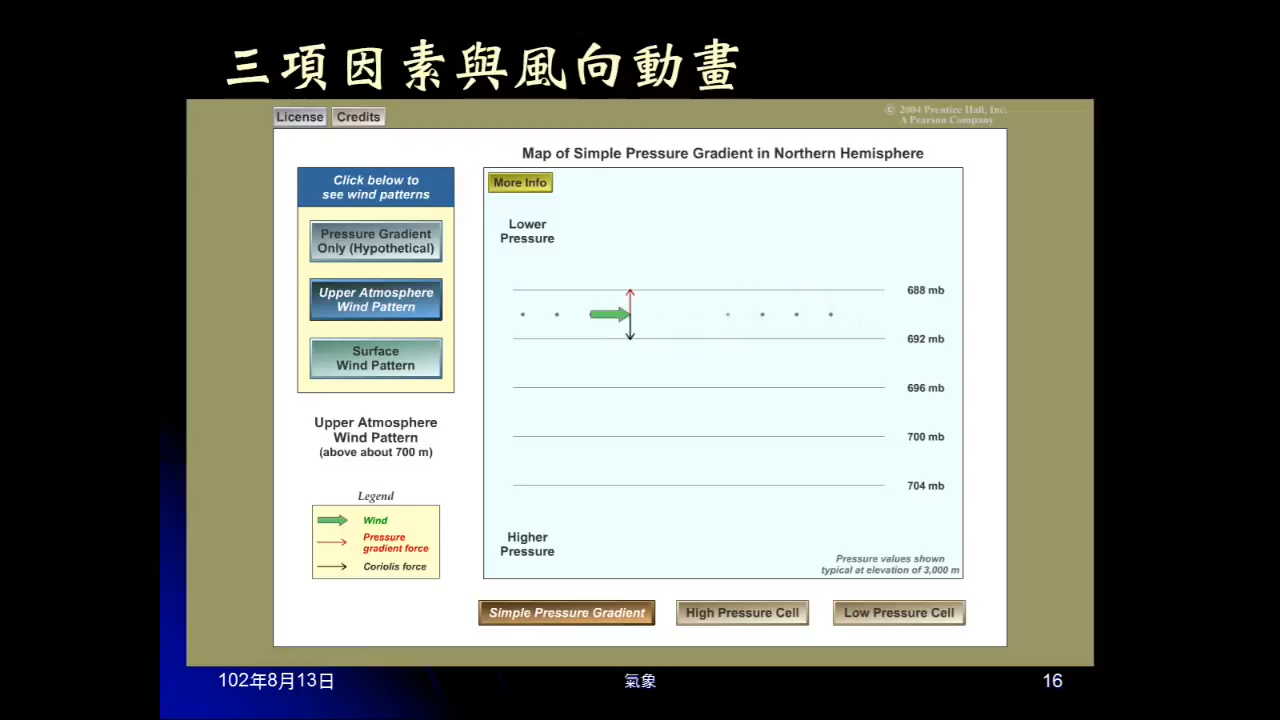 三項因素與風向動畫
License
Credits
© 2004 Prentice Hall, Inc.
A Pearson Company
Map of Simple Pressure Gradient in Northern Hemisphere
Click below to
see wind patterns
Pressure Gradient
Only (Hypothetical)
Upper Atmosphere
Wind Pattern
Surface
Wind Pattern
Upper Atmosphere
Wind Pattern
(above about 700 m)
Legend
Wind
Pressure
gradient force
Coriolis force
More Info
Lower
Pressure
688 mb
692 mb
696 mb
700 mb
704 mb
Higher
Pressure
Pressure values shown
typical at elevation of 3,000 m
Simple Pressure Gradient
High Pressure Cell
Low Pressure Cell
102年8月13日
氣象
16